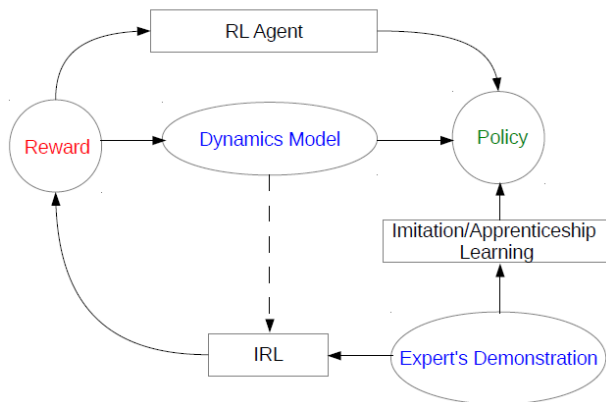 RL Agent
Reward
Dynamics Model
Policy
Imitation/Apprenticeship
Learning
IRL
Expert's Demonstration